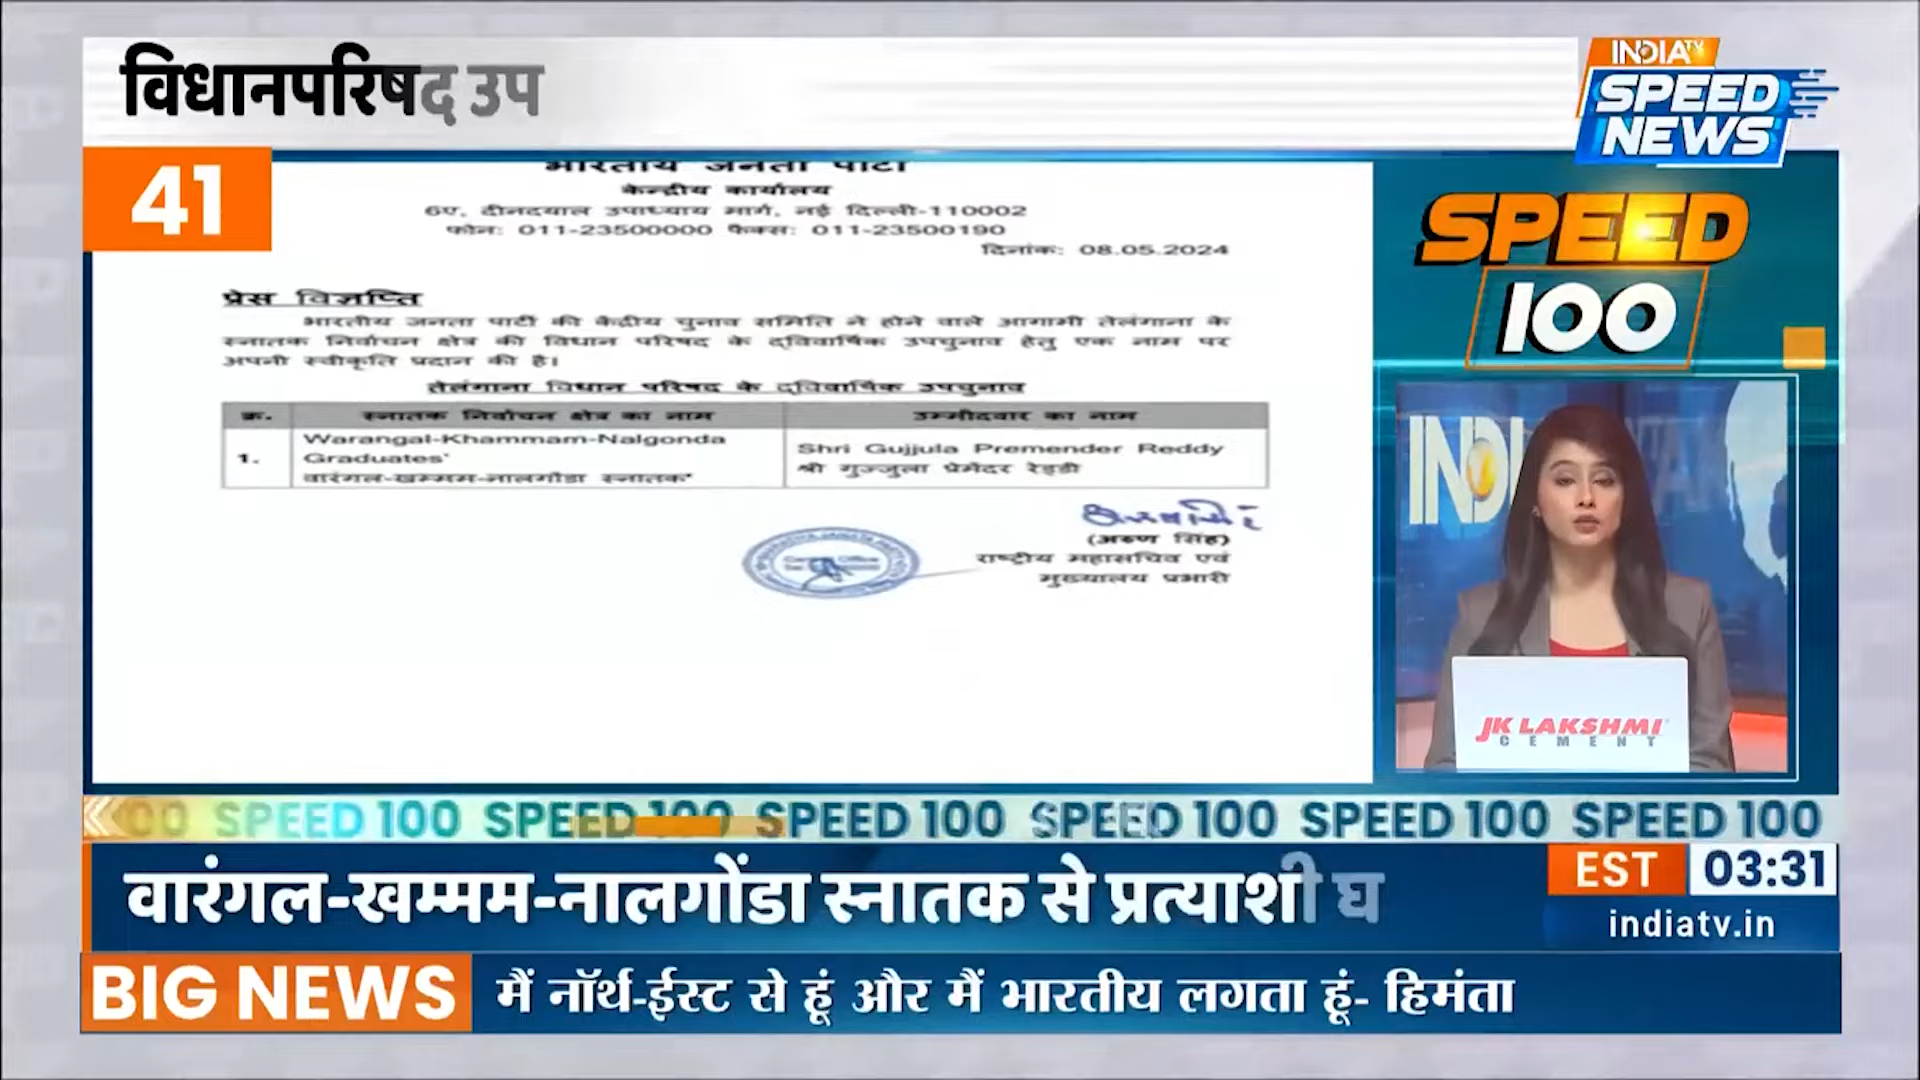 विधानपरिषद उप
INDIA TV
SPEED
NEWS
41
भारतीय जनता पार्टी
केन्द्रीय कार्यालय
6ए, दीनदयाल उपाध्याय मार्ग, नई दिल्ली-110002
फोन: 011-23500000 फैक्स: 011-23500190
दिनांक: 08.05.2024
प्रेस विज्ञप्ति
भारतीय जनता पार्टी की केंद्रीय चुनाव समिति ने होने वाले आगामी तेलंगाना के
स्नातक निर्वाचन क्षेत्र की विधान परिषद के द्विवार्षिक उपचुनाव हेतु एक नाम पर
अपनी स्वीकृति प्रदान की है।
तेलंगाना विधान परिषद के द्विवार्षिक उपचुनाव
क्र. स्नातक निर्वाचन क्षेत्र का नाम उम्मीदवार का नाम
1. Warangal-Khammam-Nalgonda Graduates' वारंगल-खम्मम-नालगोंडा स्नातक' Shri Gujjula Premender Reddy श्री गुज्जुला प्रेमेंदर रेड्डी
(अरुण सिंह)
राष्ट्रीय महासचिव एवं
मुख्यालय प्रभारी
SPEED
100
INDI
JK LAKSHMI
CEMENT
00 SPEED 100 SPEED 100 SPEED 100 SPEED 100 SPEED 100 SPEED 100
वारंगल-खम्मम-नालगोंडा स्नातक से प्रत्याशी घ
EST 03:31
indiatv.in
BIG NEWS मैं नॉर्थ-ईस्ट से हूं और मैं भारतीय लगता हूं- हिमंता